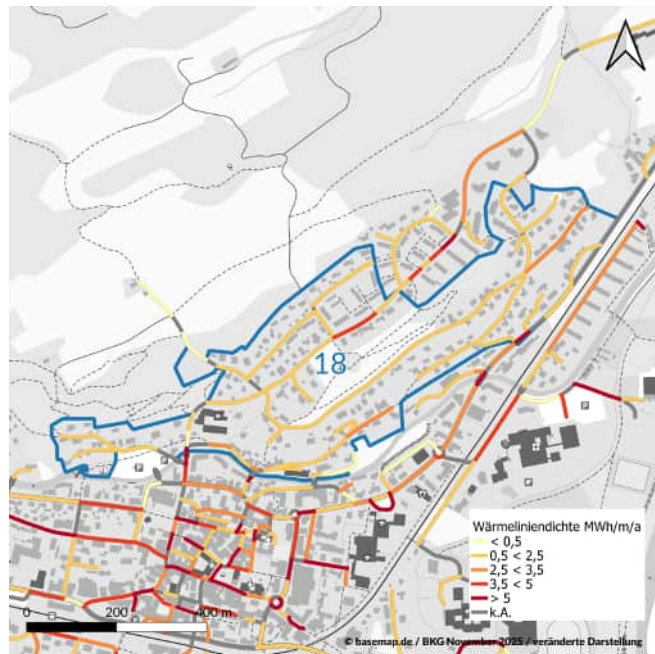 18
Wärmeliniendichte MWh/m/a
< 0,5
0,5 < 2,5
2,5 < 3,5
3,5 < 5
> 5
k.A.
0 200 400 m
© basemap.de / BKG November 2025 / veränderte Darstellung